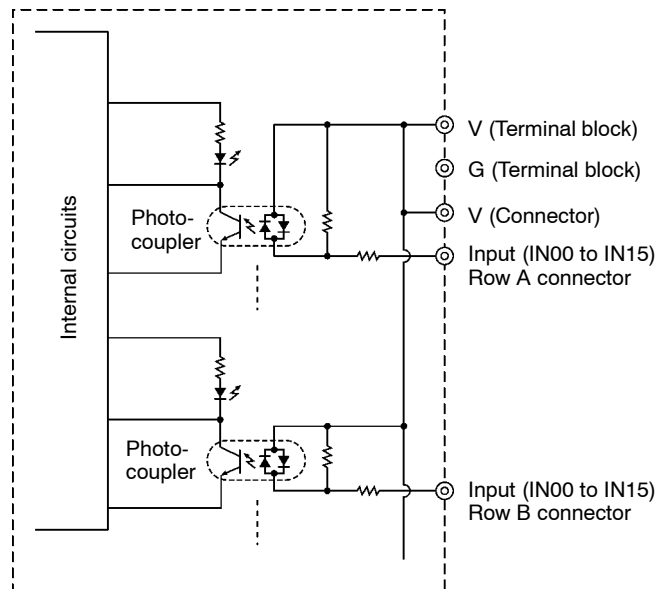 V (Terminal block)
G (Terminal block)
V (Connector)
Input (IN00 to IN15)
Row A connector
Photo-
coupler
Internal circuits
Photo-
coupler
Input (IN00 to IN15)
Row B connector